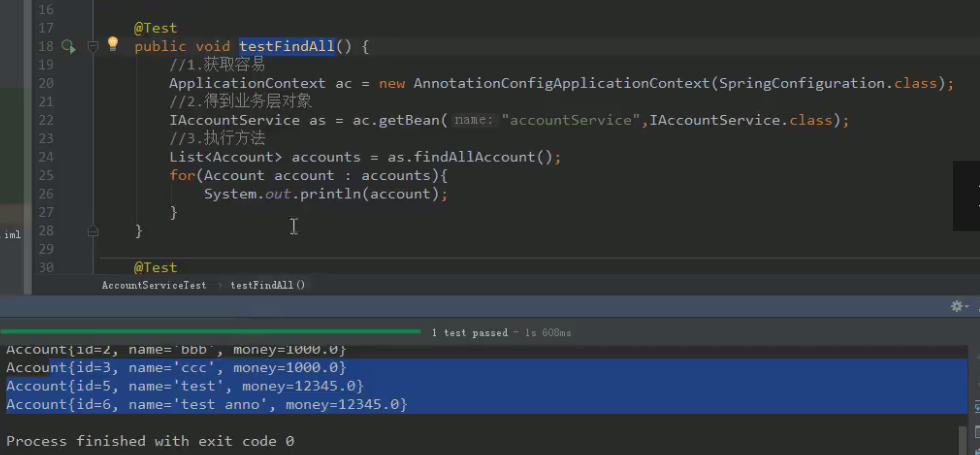 16
17 @Test
18 public void testFindAll() {
19 //1.获取容易
20 ApplicationContext ac = new AnnotationConfigApplicationContext(SpringConfiguration.class);
21 //2.得到业务层对象
22 IAccountService as = ac.getBean( name: "accountService",IAccountService.class);
23 //3.执行方法
24 List<Account> accounts = as.findAllAccount();
25 for(Account account : accounts){
26 System.out.println(account);
27 }
28 }
29
30 @Test
iml
AccountServiceTest › testFindAll()
1 test passed – 1s 608ms
Account{id=2, name='bbb', money=1000.0}
Account{id=3, name='ccc', money=1000.0}
Account{id=5, name='test', money=12345.0}
Account{id=6, name='test anno', money=12345.0}
Process finished with exit code 0